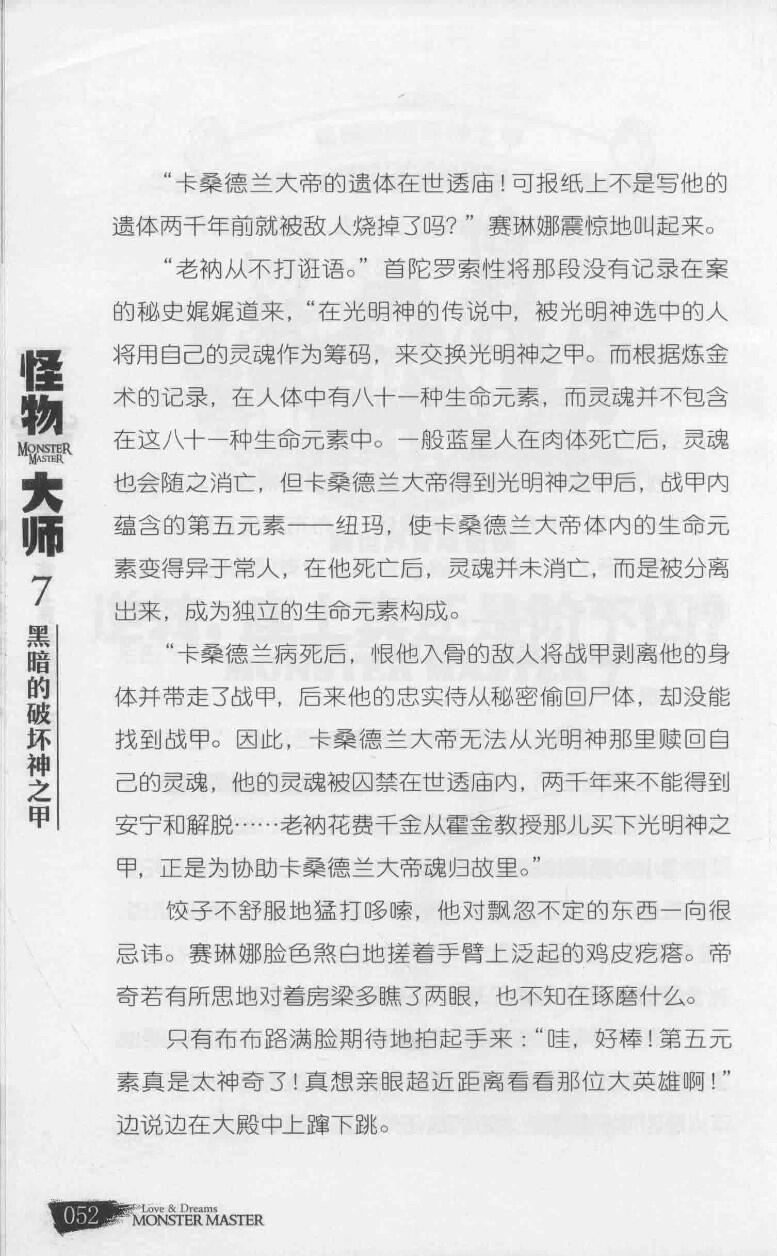 “卡桑德兰大帝的遗体在世透庙！可报纸上不是写他的
遗体两千年前就被敌人烧掉了吗？”赛琳娜震惊地叫起来。
“老衲从不打诳语。”首陀罗索性将那段没有记录在案
的秘史娓娓道来，“在光明神的传说中，被光明神选中的人
将用自己的灵魂作为筹码，来交换光明神之甲。而根据炼金
术的记录，在人体中有八十一种生命元素，而灵魂并不包含
在这八十一种生命元素中。一般蓝星人在肉体死亡后，灵魂
也会随之消亡，但卡桑德兰大帝得到光明神之甲后，战甲内
蕴含的第五元素——纽玛，使卡桑德兰大帝体内的生命元
素变得异于常人，在他死亡后，灵魂并未消亡，而是被分离
出来，成为独立的生命元素构成。
“卡桑德兰病死后，恨他入骨的敌人将战甲剥离他的身
体并带走了战甲，后来他的忠实侍从秘密偷回尸体，却没能
找到战甲。因此，卡桑德兰大帝无法从光明神那里赎回自
己的灵魂，他的灵魂被囚禁在世透庙内，两千年来不能得到
安宁和解脱……老衲花费千金从霍金教授那儿买下光明神之
甲，正是为协助卡桑德兰大帝魂归故里。”
饺子不舒服地猛打哆嗦，他对飘忽不定的东西一向很
忌讳。赛琳娜脸色煞白地搓着手臂上泛起的鸡皮疙瘩。帝
奇若有所思地对着房梁多瞧了两眼，也不知在琢磨什么。
只有布布路满脸期待地拍起手来：“哇，好棒！第五元
素真是太神奇了！真想亲眼超近距离看看那位大英雄啊！”
边说边在大殿中上蹿下跳。
怪物
MONSTER
MASTER
大师
7
黑暗的破坏神之甲
052
Love & Dreams
MONSTER MASTER